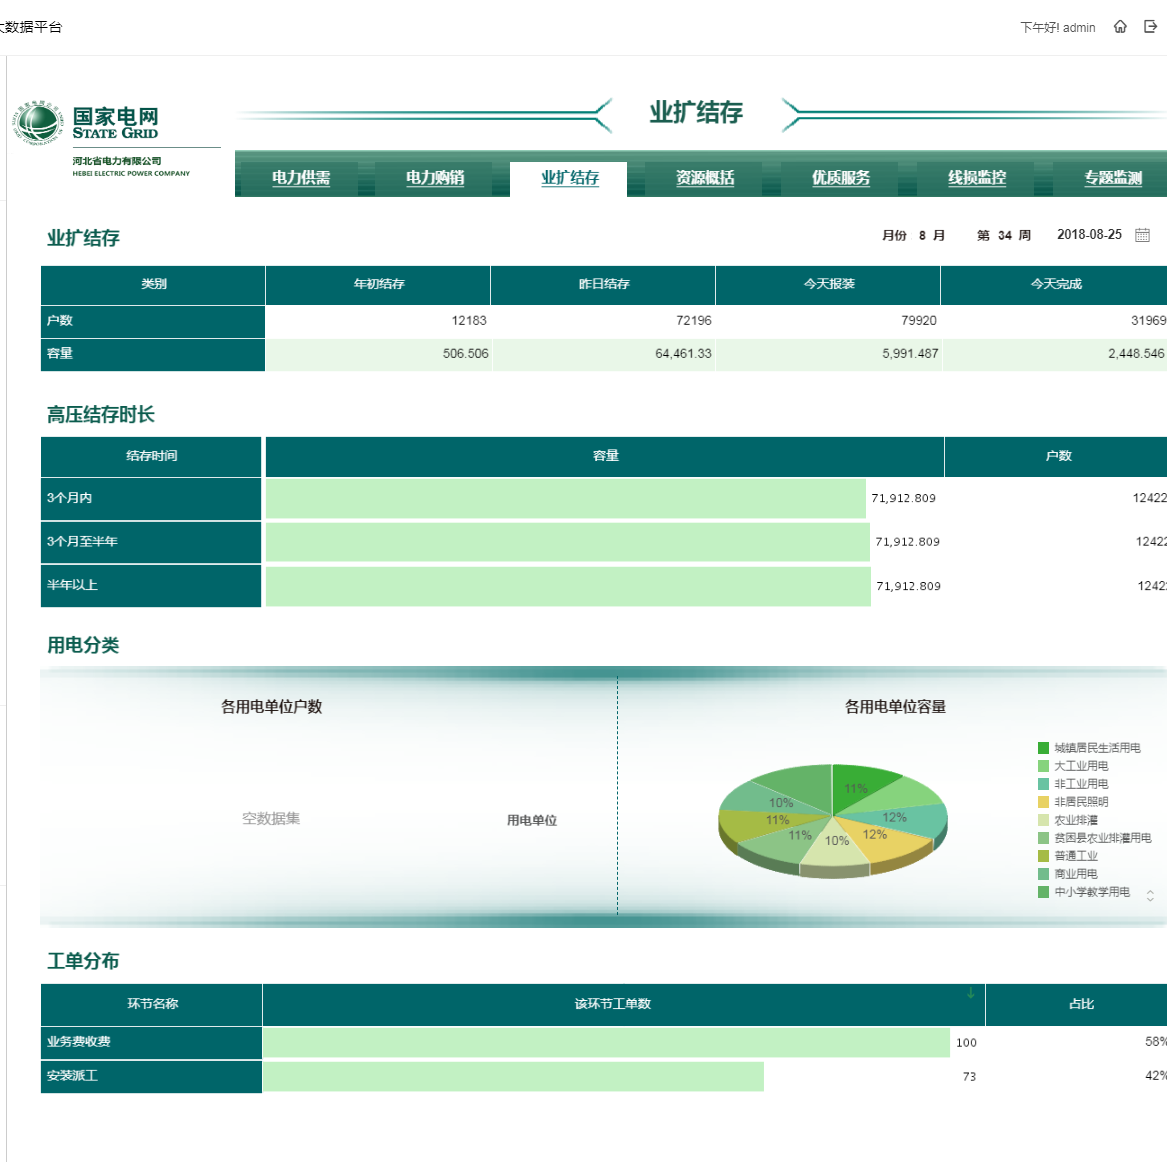 大数据平台
下午好! admin
国家电网
STATE GRID
河北省电力有限公司
HEBEI ELECTRIC POWER COMPANY
业扩结存
电力供需 电力购销 业扩结存 资源概括 优质服务 线损监控 专题监测
业扩结存
月份 8 月 第 34 周 2018-08-25
类别 年初结存 昨日结存 今天报装 今天完成
户数 12183 72196 79920 31969
容量 506.506 64,461.33 5,991.487 2,448.546
高压结存时长
结存时间 容量 户数
3个月内 71,912.809 12422
3个月至半年 71,912.809 12422
半年以上 71,912.809 12422
用电分类
各用电单位户数
空数据集
用电单位
各用电单位容量
11%
12%
12%
10%
11%
11%
10%
城镇居民生活用电
大工业用电
非工业用电
非居民照明
农业排灌
贫困县农业排灌用电
普通工业
商业用电
中小学教学用电
工单分布
环节名称 该环节工单数 占比
业务费收费 100 58%
安装派工 73 42%